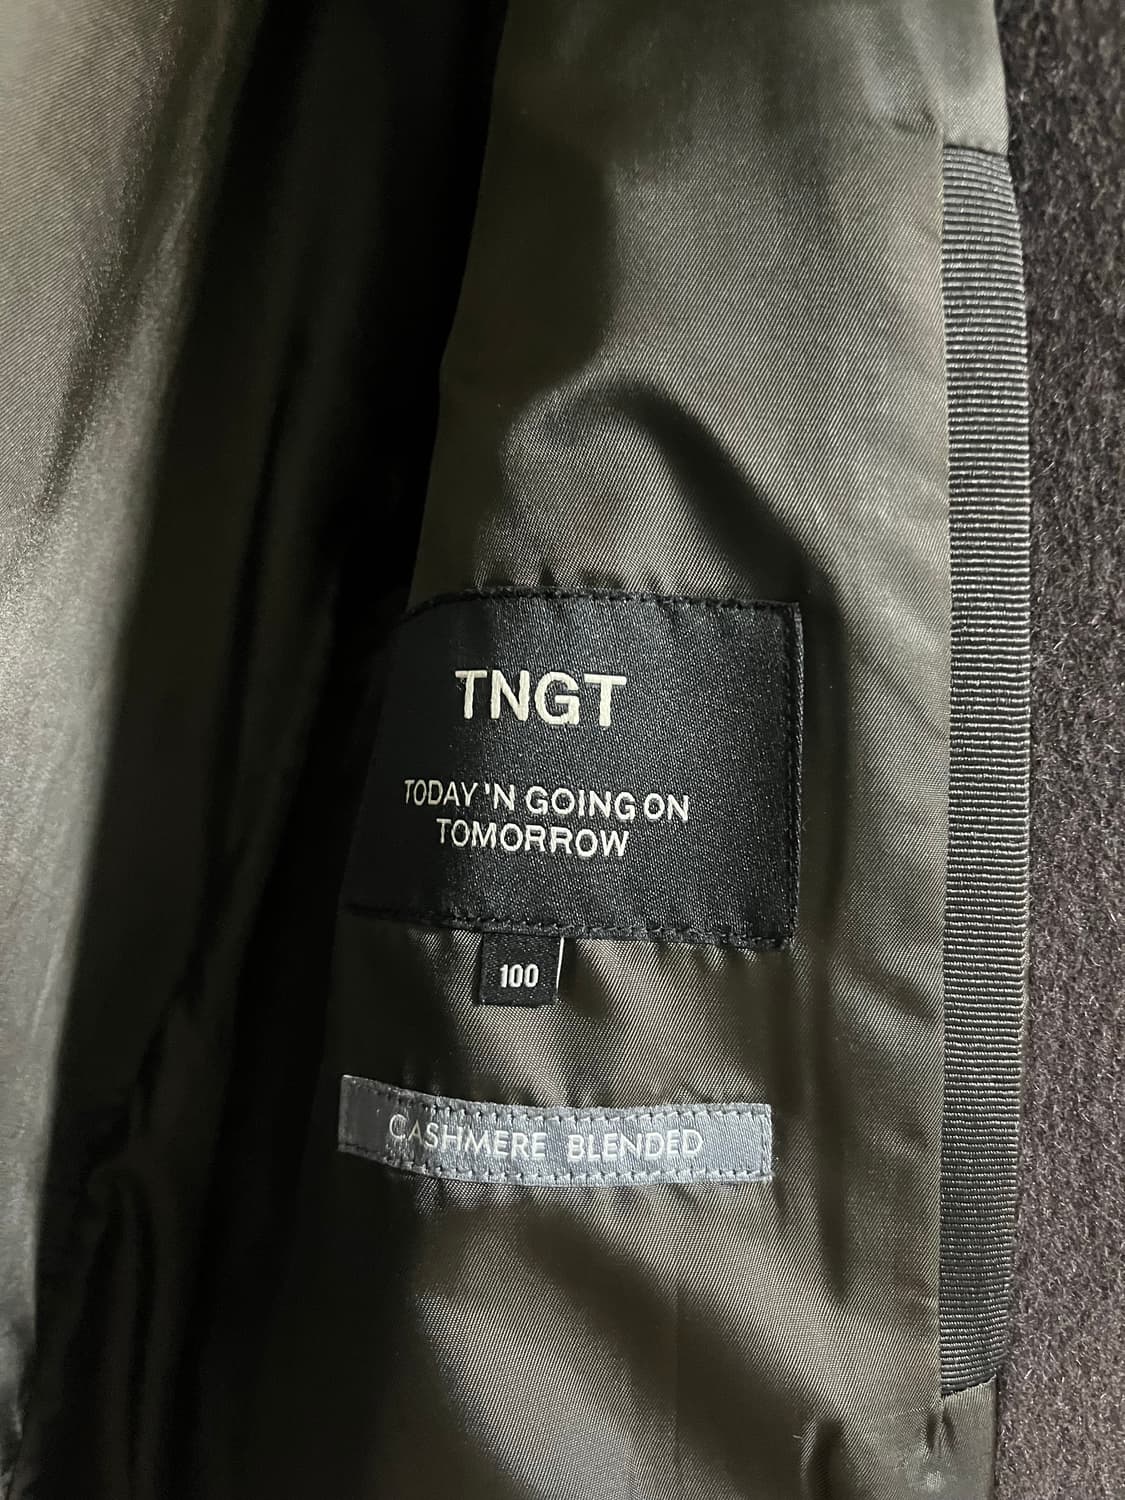 TNGT
TODAY 'N GOING ON
TOMORROW
100
CASHMERE BLENDED